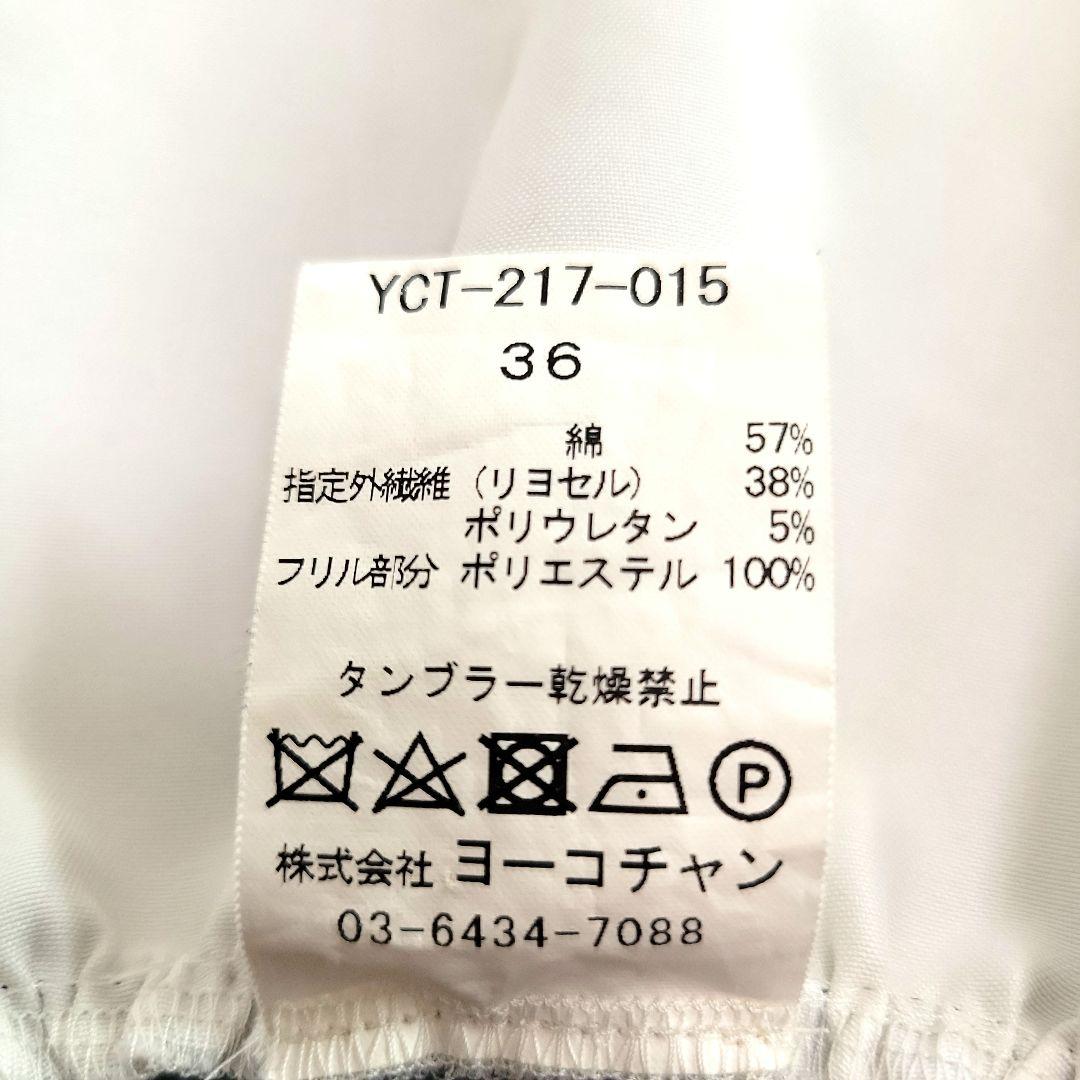 YCT-217-015
36
綿 57%
指定外繊維 (リヨセル) 38%
ポリウレタン 5%
フリル部分 ポリエステル 100%
タンブラー乾燥禁止
P
株式会社 ヨーコチャン
03-6434-7088